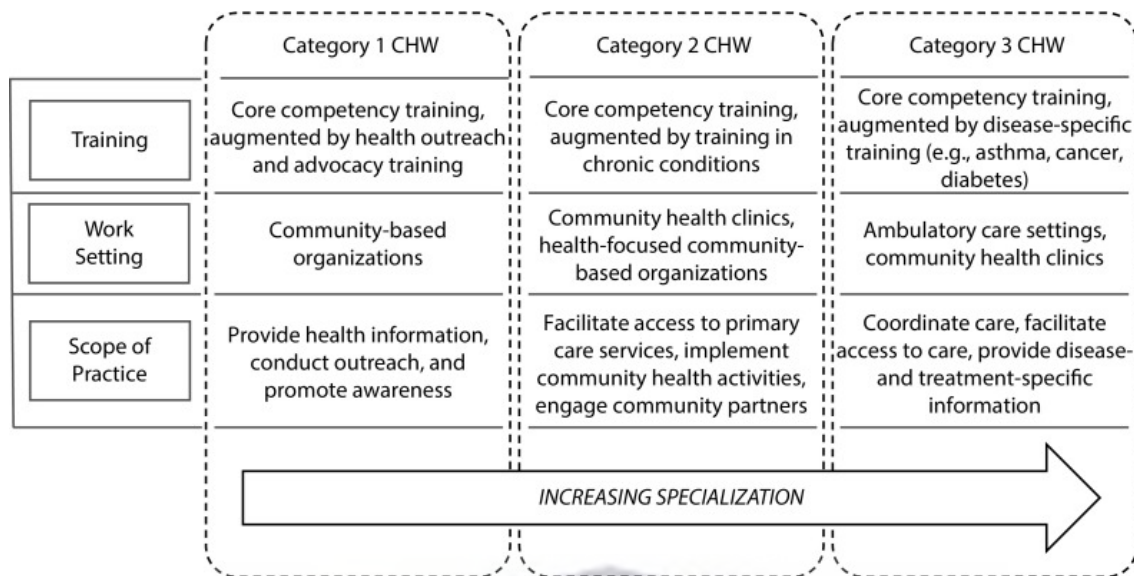 Category 1 CHW
Category 2 CHW
Category 3 CHW
Training
Core competency training,
augmented by health outreach
and advocacy training
Core competency training,
augmented by training in
chronic conditions
Core competency training,
augmented by disease-specific
training (e.g., asthma, cancer,
diabetes)
Work
Setting
Community-based
organizations
Community health clinics,
health-focused community-
based organizations
Ambulatory care settings,
community health clinics
Scope of
Practice
Provide health information,
conduct outreach, and
promote awareness
Facilitate access to primary
care services, implement
community health activities,
engage community partners
Coordinate care, facilitate
access to care, provide disease-
and treatment-specific
information
INCREASING SPECIALIZATION